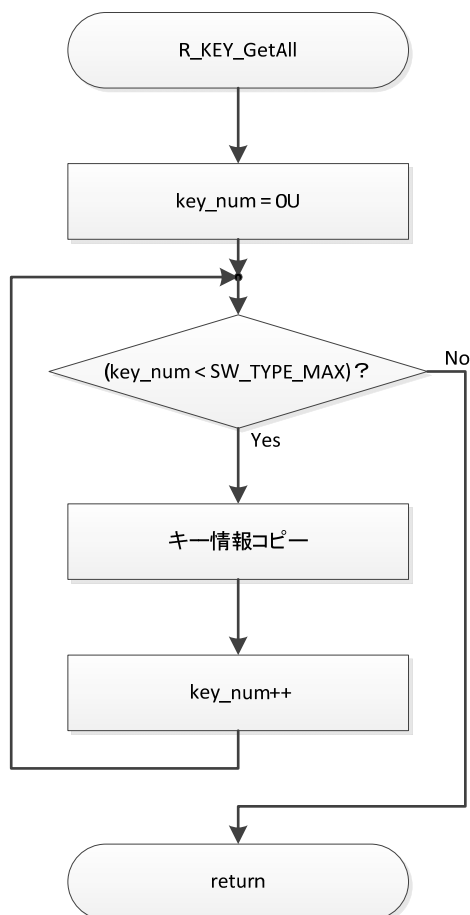 R_KEY_GetAll
key_num = 0U
(key_num < SW_TYPE_MAX)？
No
Yes
キー情報コピー
key_num++
return